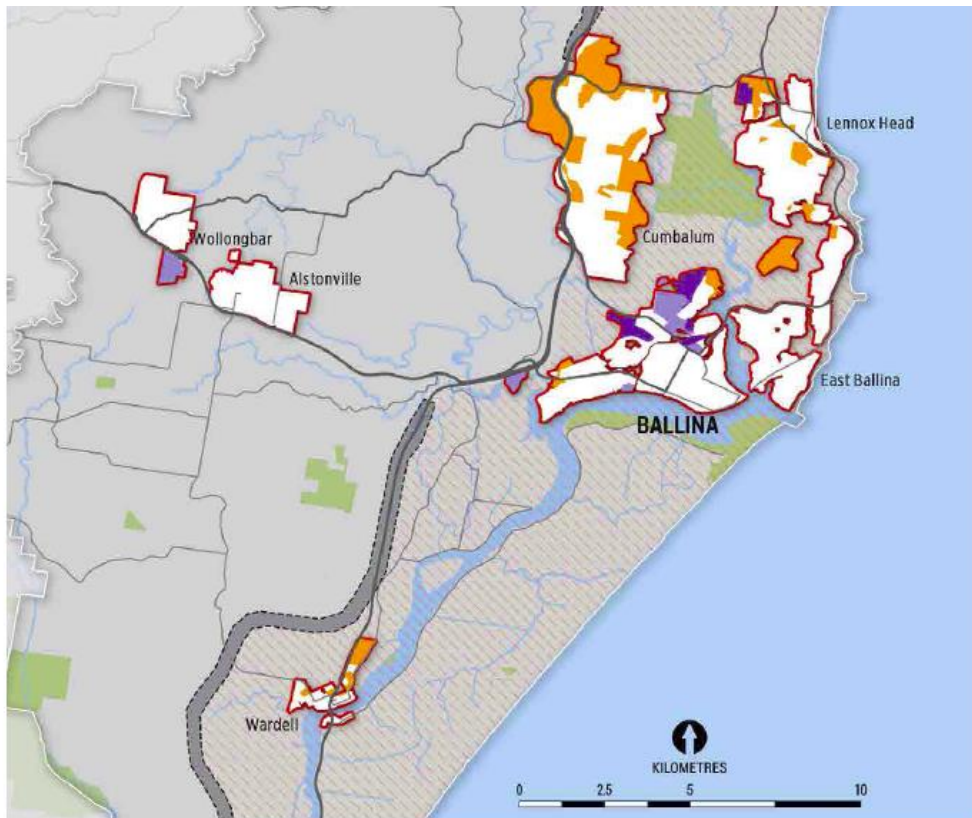 Lennox Head
Wollongbar
Cumbalum
Alstonville
East Ballina
BALLINA
Wardell
KILOMETRES
0 2.5 5 10